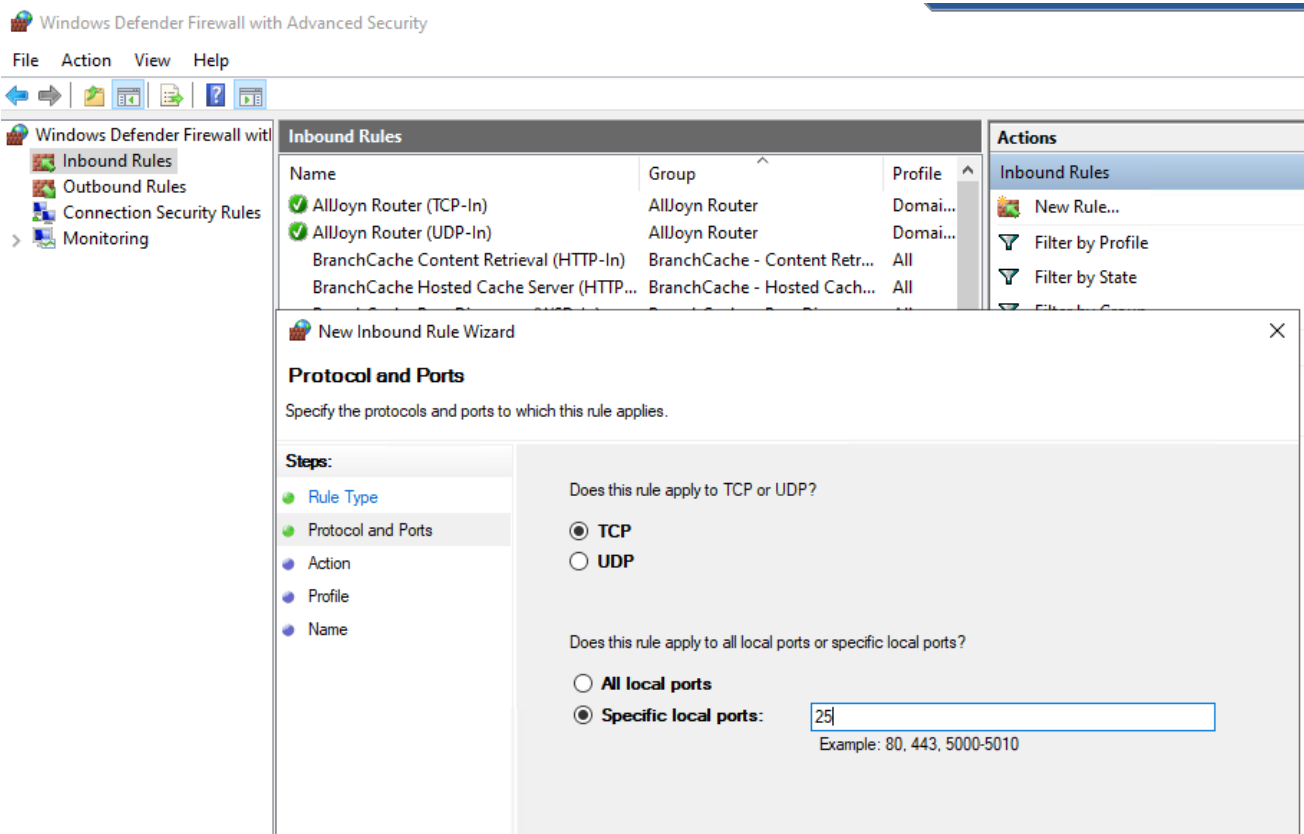 Windows Defender Firewall with Advanced Security
File Action View Help
Windows Defender Firewall witl
Inbound Rules
Outbound Rules
Connection Security Rules
Monitoring
Inbound Rules
Name Group Profile
AllJoyn Router (TCP-In) AllJoyn Router Domai...
AllJoyn Router (UDP-In) AllJoyn Router Domai...
BranchCache Content Retrieval (HTTP-In) BranchCache - Content Retr... All
BranchCache Hosted Cache Server (HTTP... BranchCache - Hosted Cach... All
Actions
Inbound Rules
New Rule...
Filter by Profile
Filter by State
New Inbound Rule Wizard
Protocol and Ports
Specify the protocols and ports to which this rule applies.
Steps:
Rule Type
Protocol and Ports
Action
Profile
Name
Does this rule apply to TCP or UDP?
TCP
UDP
Does this rule apply to all local ports or specific local ports?
All local ports
Specific local ports: 25
Example: 80, 443, 5000-5010